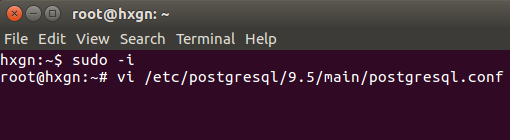 root@hxgn: ~
File Edit View Search Terminal Help
hxgn:~$ sudo -i
root@hxgn:~# vi /etc/postgresql/9.5/main/postgresql.conf